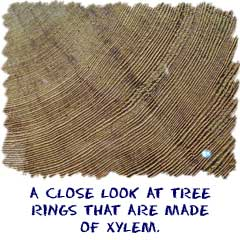 A CLOSE LOOK AT TREE
RINGS THAT ARE MADE
OF XYLEM.